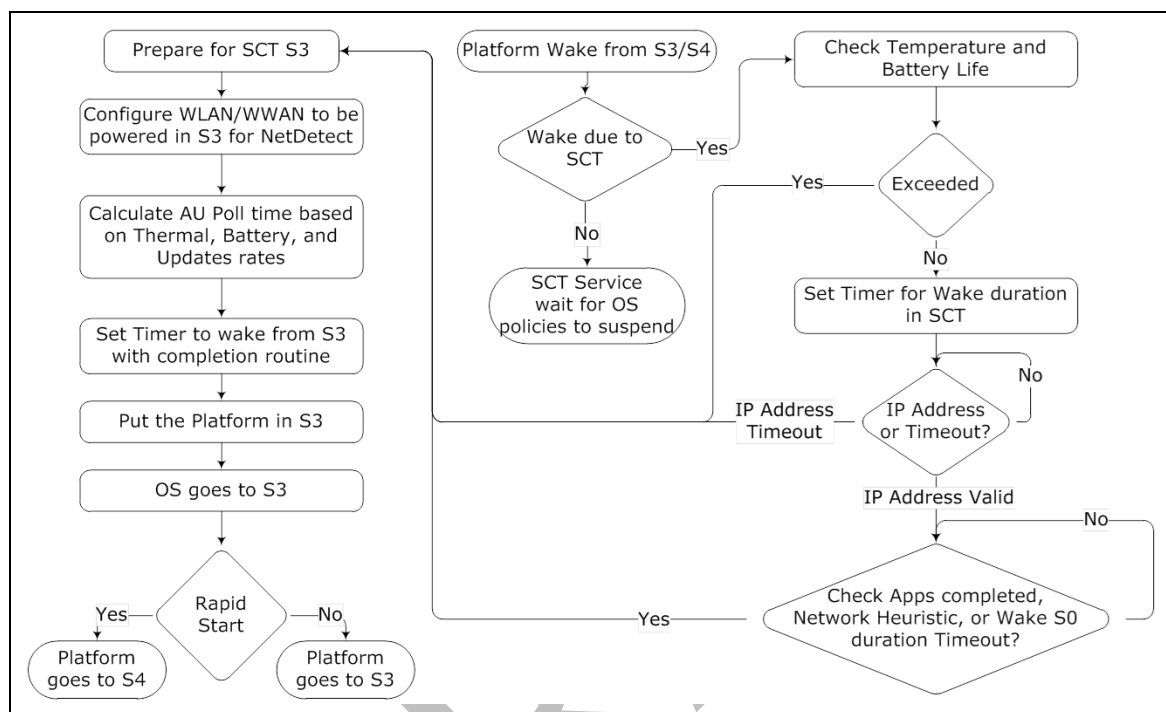 Prepare for SCT S3
Configure WLAN/WWAN to be
powered in S3 for NetDetect
Calculate AU Poll time based
on Thermal, Battery, and
Updates rates
Set Timer to wake from S3
with completion routine
Put the Platform in S3
OS goes to S3
Rapid
Start
Yes
No
Platform
goes to S4
Platform
goes to S3
Platform Wake from S3/S4
Wake due to
SCT
Yes
No
SCT Service
wait for OS
policies to suspend
Check Temperature and
Battery Life
Exceeded
Yes
No
Set Timer for Wake duration
in SCT
IP Address
or Timeout?
No
IP Address
Timeout
IP Address Valid
Check Apps completed,
Network Heuristic, or Wake S0
duration Timeout?
No
Yes